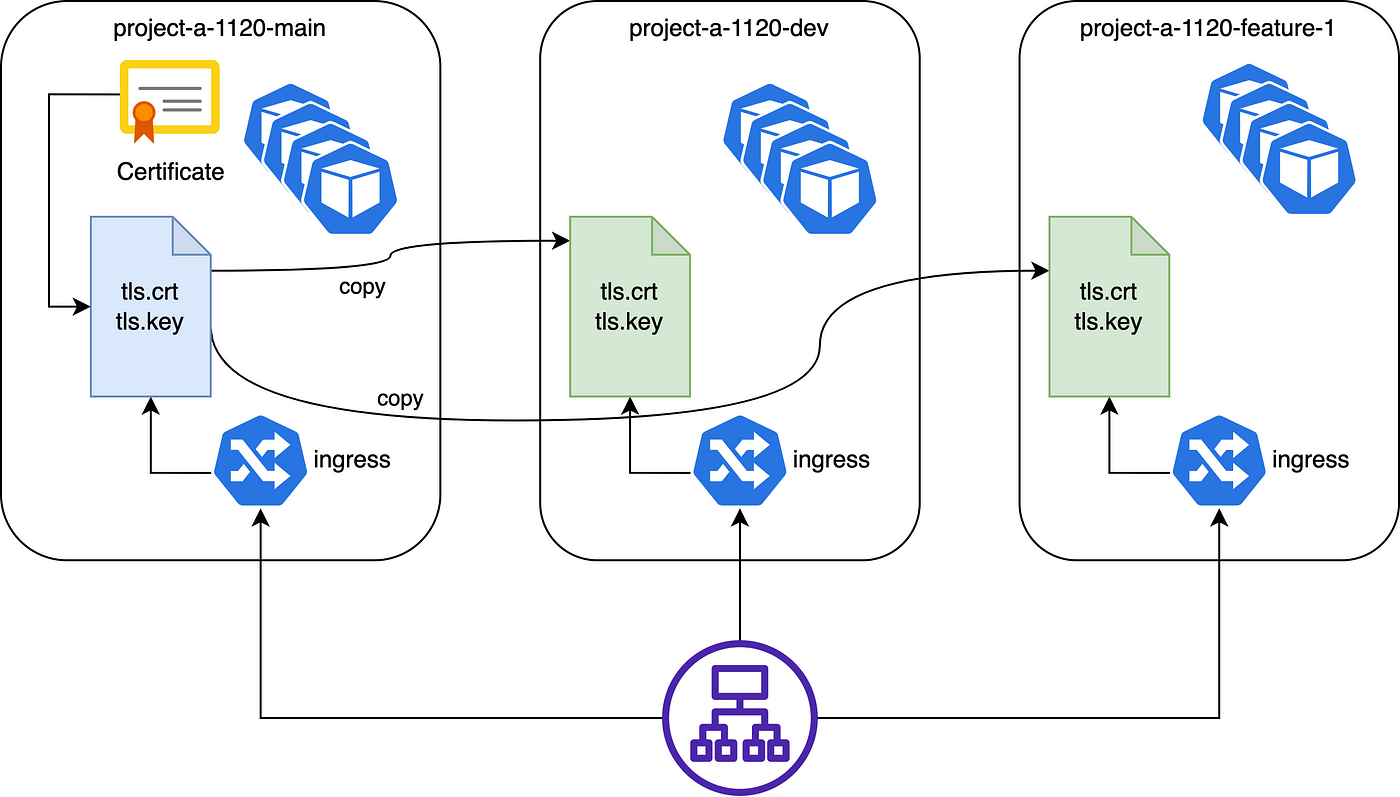 project-a-1120-main
project-a-1120-dev
project-a-1120-feature-1
Certificate
tls.crt
tls.key
copy
copy
ingress
tls.crt
tls.key
ingress
tls.crt
tls.key
ingress